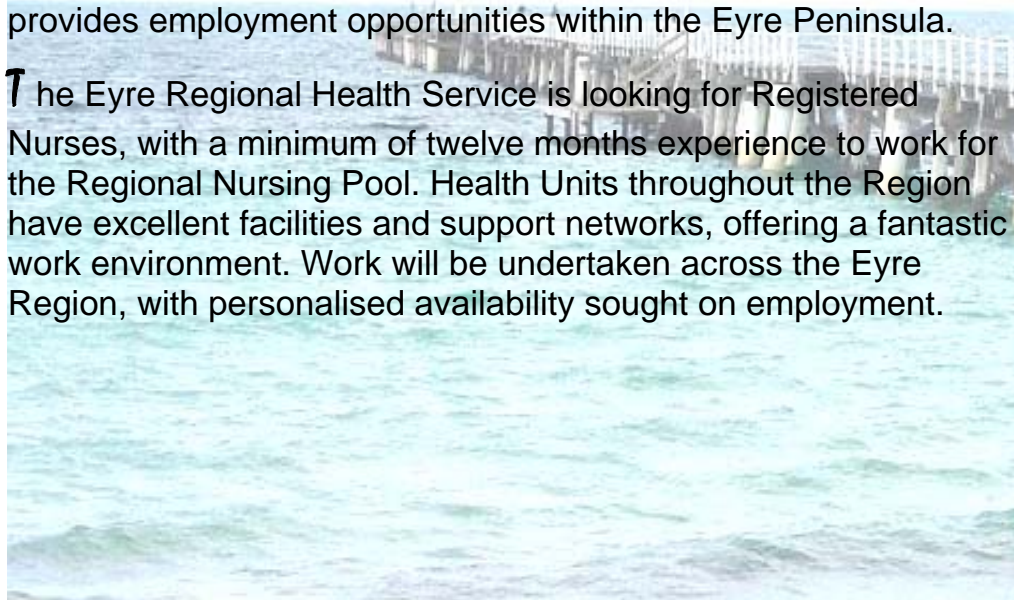 provides employment opportunities within the Eyre Peninsula.
The Eyre Regional Health Service is looking for Registered
Nurses, with a minimum of twelve months experience to work for
the Regional Nursing Pool. Health Units throughout the Region
have excellent facilities and support networks, offering a fantastic
work environment. Work will be undertaken across the Eyre
Region, with personalised availability sought on employment.